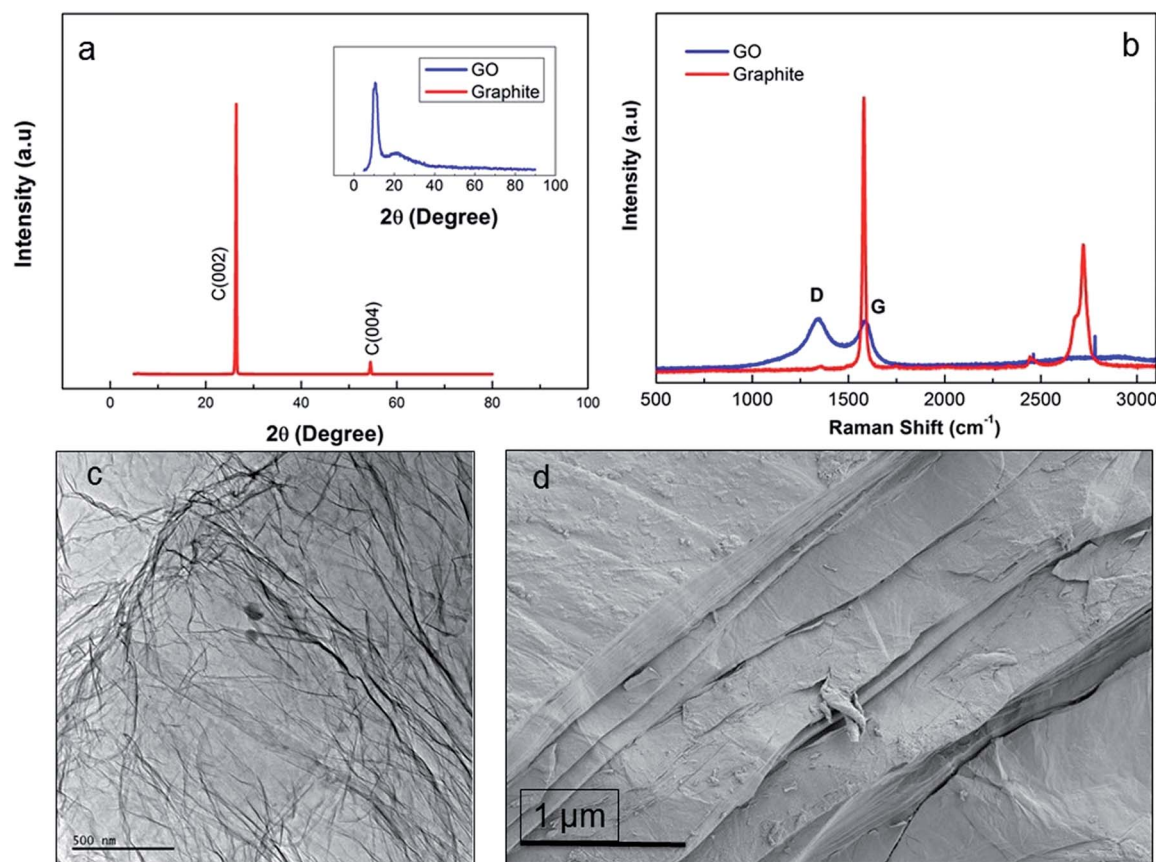 a
GO
Graphite
0 20 40 60 80 100
2θ (Degree)
C(002)
C(004)
Intensity (a.u)
0 20 40 60 80 100
2θ (Degree)
b
GO
Graphite
D
G
Intensity (a.u)
500 1000 1500 2000 2500 3000
Raman Shift (cm⁻¹)
c
500 nm
d
1 µm